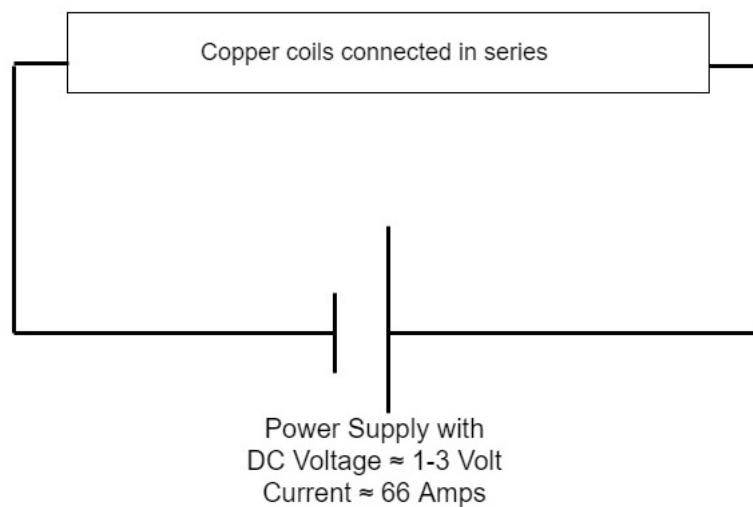 Copper coils connected in series
Power Supply with
DC Voltage ≈ 1-3 Volt
Current ≈ 66 Amps